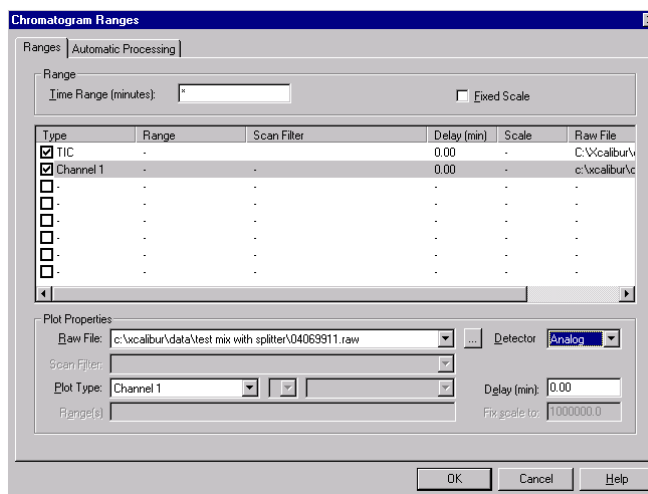 Chromatogram Ranges
Ranges Automatic Processing
Range
Time Range (minutes): * Fixed Scale
Type Range Scan Filter Delay (min) Scale Raw File
TIC - 0.00 - C:\Xcalibur\
Channel 1 - - 0.00 - c:\xcalibur\c
- - - - - -
- - - - - -
- - - - - -
- - - - - -
- - - - - -
- - - - - -
Plot Properties
Raw File: c:\xcalibur\data\test mix with splitter\04069911.raw ... Detector Analog
Scan Filter:
Plot Type: Channel 1 Delay (min): 0.00
Range(s) Fix scale to: 1000000.0
OK Cancel Help